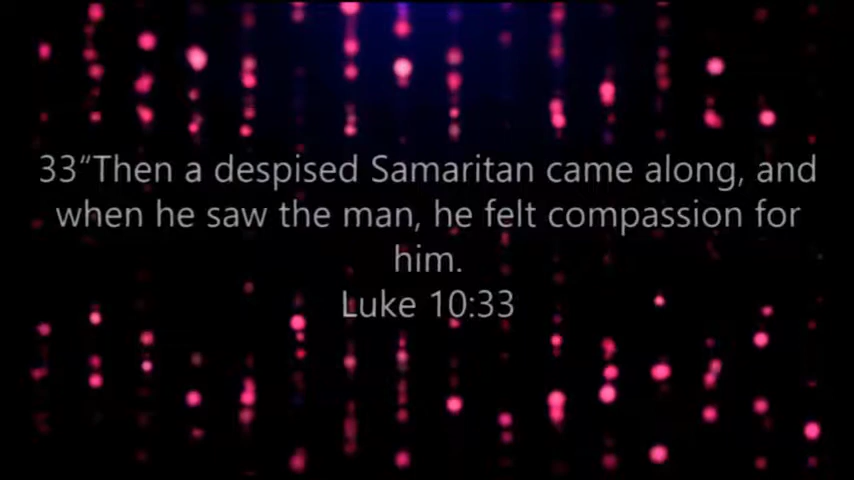 33“Then a despised Samaritan came along, and
when he saw the man, he felt compassion for
him.
Luke 10:33